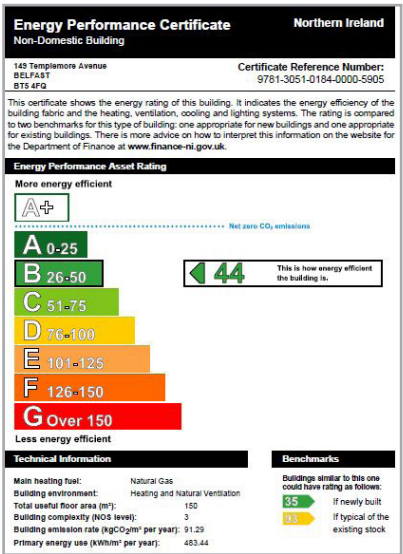 Energy Performance Certificate
Northern Ireland
Non-Domestic Building
149 Templemore Avenue
BELFAST
BT5 4FQ
Certificate Reference Number:
9781-3051-0184-0000-5905
This certificate shows the energy rating of this building. It indicates the energy efficiency of the
building fabric and the heating, ventilation, cooling and lighting systems. The rating is compared
to two benchmarks for this type of building: one appropriate for new buildings and one appropriate
for existing buildings. There is more advice on how to interpret this information on the website for
the Department of Finance at www.finance-ni.gov.uk.
Energy Performance Asset Rating
More energy efficient
A+
Net zero CO₂ emissions
A 0-25
B 26-50
44
This is how energy efficient
the building is.
C 51-75
D 76-100
E 101-125
F 126-150
G Over 150
Less energy efficient
Technical Information
Main heating fuel: Natural Gas
Building environment: Heating and Natural Ventilation
Total useful floor area (m²): 150
Building complexity (NOS level): 3
Building emission rate (kgCO₂/m² per year): 91.29
Primary energy use (kWh/m² per year): 483.44
Benchmarks
Buildings similar to this one
could have rating as follows:
35 If newly built
If typical of the
existing stock